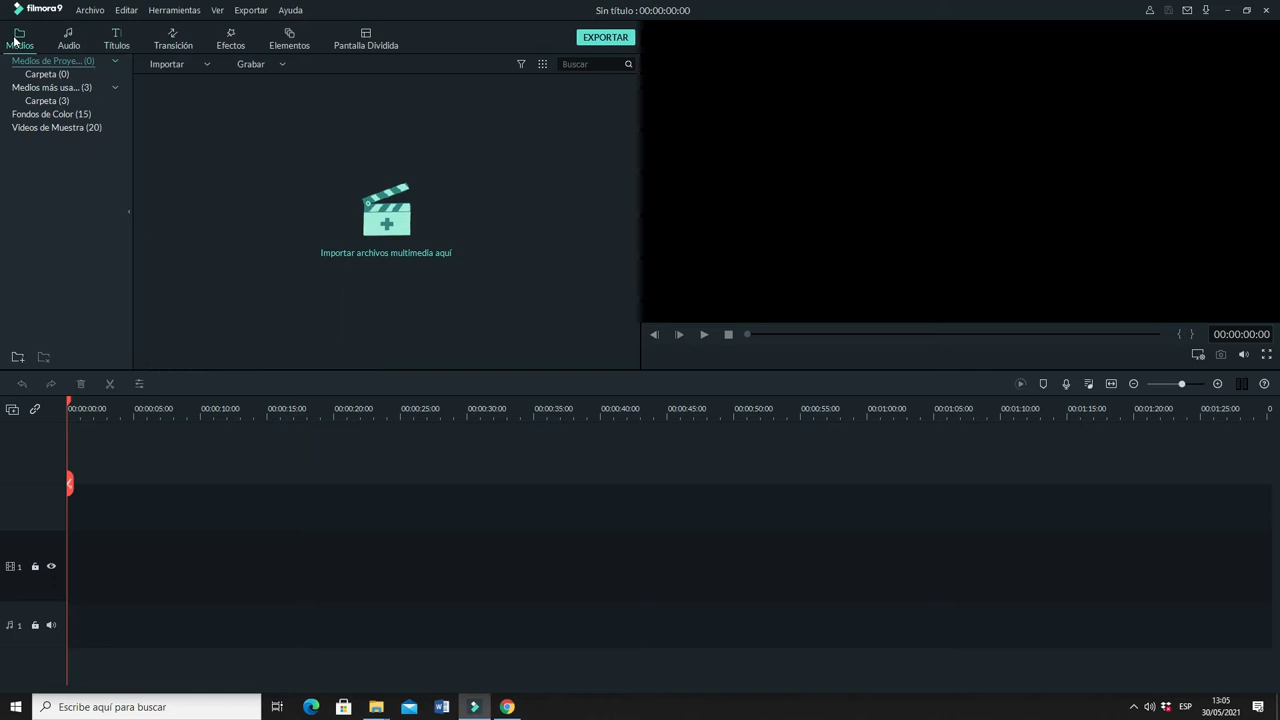 filmora9 Archivo Editar Herramientas Ver Exportar Ayuda Sin título : 00:00:00:00
Medios Audio Títulos Transición Efectos Elementos Pantalla Dividida EXPORTAR
Medios de Proye... (0) Importar Grabar Buscar
Carpeta (0)
Medios más usa... (3)
Carpeta (3)
Fondos de Color (15)
Videos de Muestra (20)
Importar archivos multimedia aquí
00:00:00:00
00:00:00:00 00:00:05:00 00:00:10:00 00:00:15:00 00:00:20:00 00:00:25:00 00:00:30:00 00:00:35:00 00:00:40:00 00:00:45:00 00:00:50:00 00:00:55:00 00:01:00:00 00:01:05:00 00:01:10:00 00:01:15:00 00:01:20:00 00:01:25:00 0
1
1
Escribe aquí para buscar ESP 13:05
30/05/2021